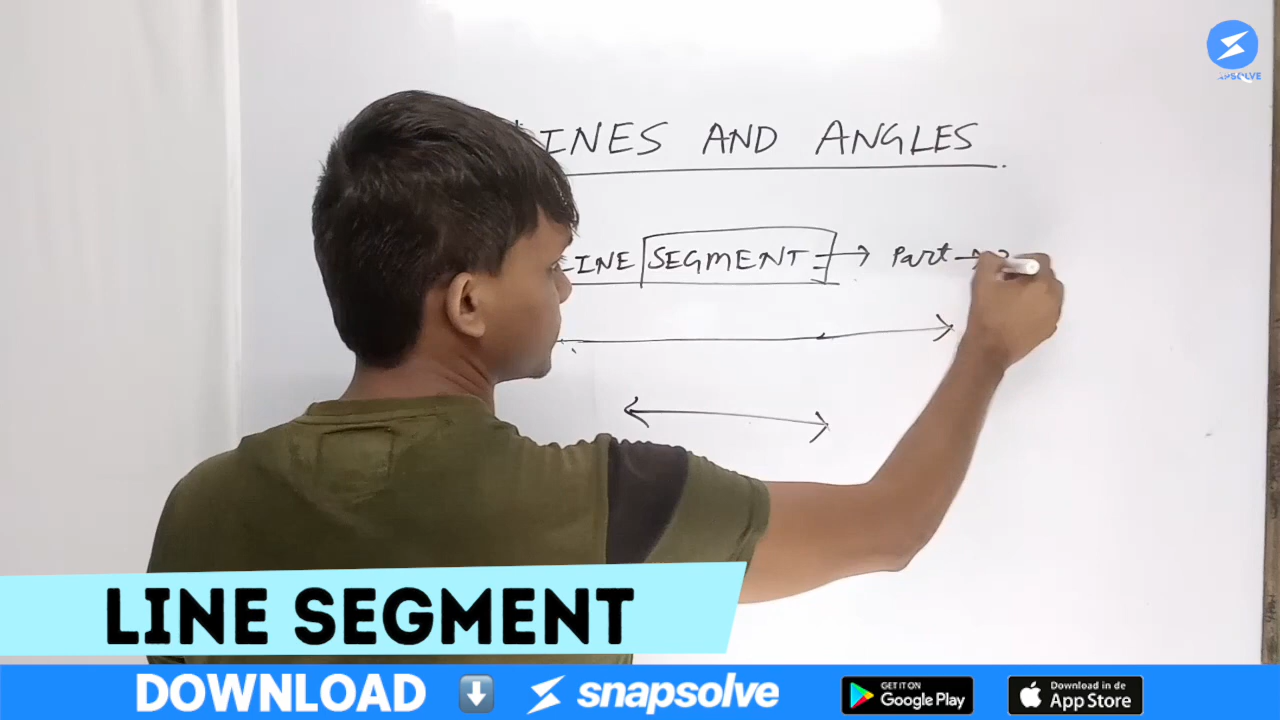 LINES AND ANGLES
LINE SEGMENT → Part →
LINE SEGMENT
DOWNLOAD ⬇ snapsolve
GET IT ON
Google Play
Download in de
App Store